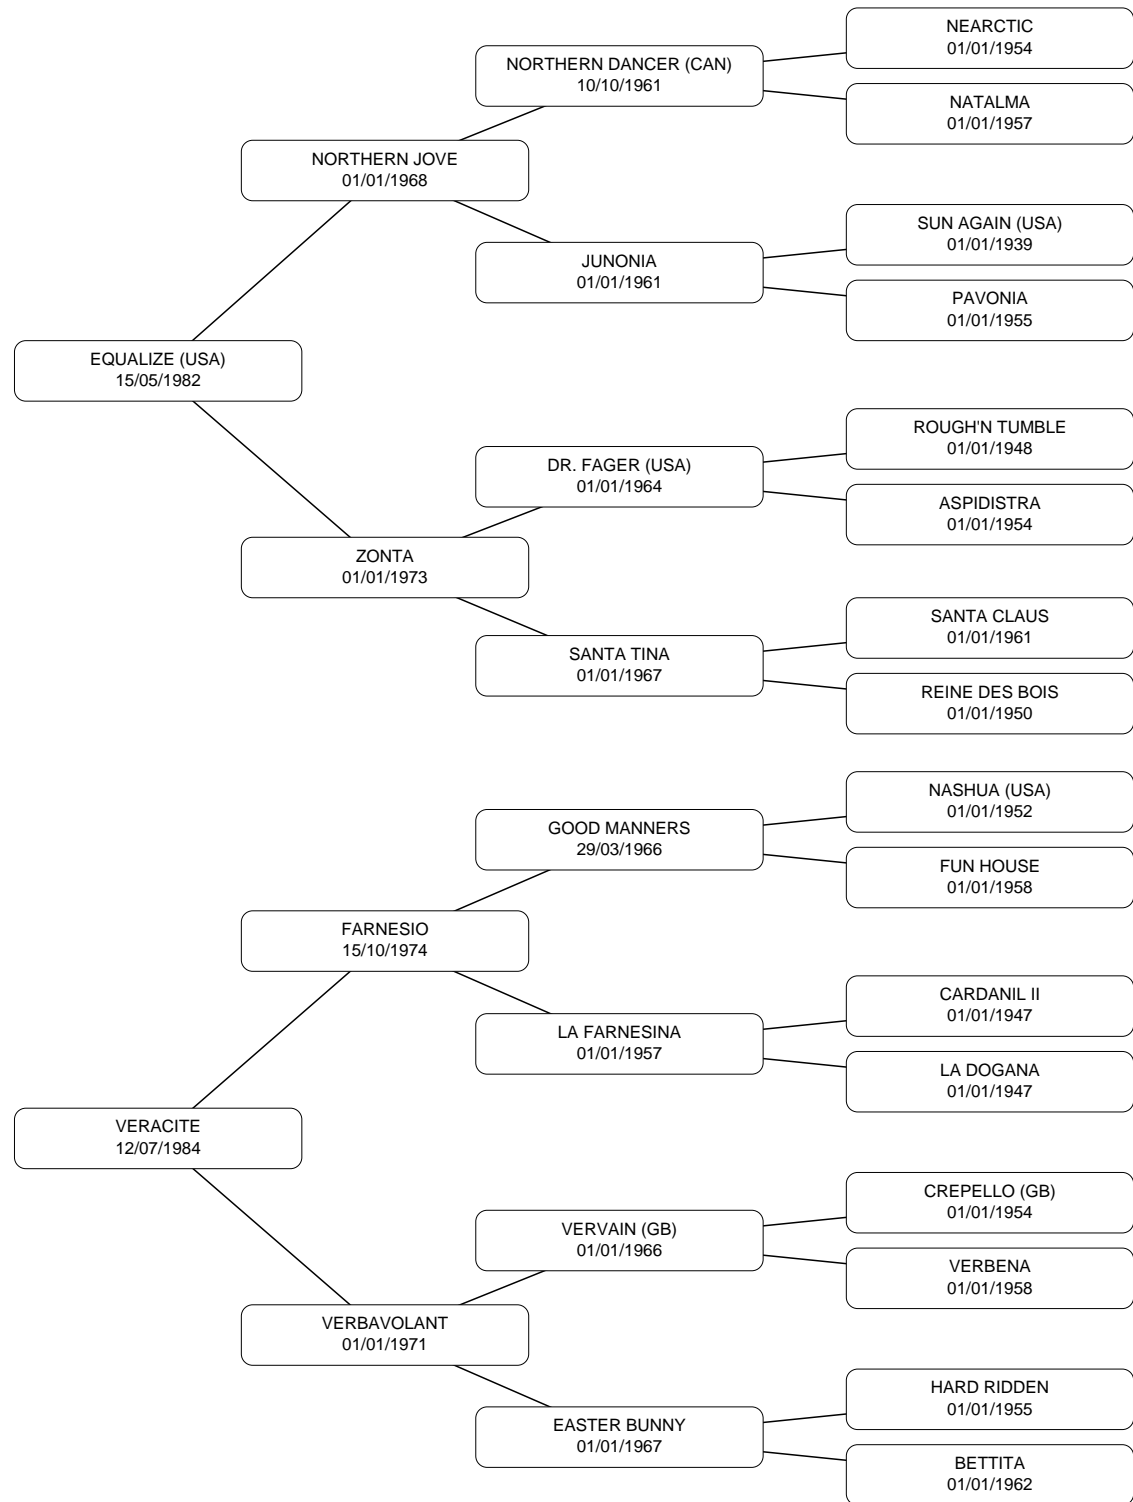 NEARCTIC
01/01/1954
NORTHERN DANCER (CAN)
10/10/1961
NATALMA
01/01/1957
NORTHERN JOVE
01/01/1968
SUN AGAIN (USA)
01/01/1939
JUNONIA
01/01/1961
PAVONIA
01/01/1955
EQUALIZE (USA)
15/05/1982
ROUGH'N TUMBLE
01/01/1948
DR. FAGER (USA)
01/01/1964
ASPIDISTRA
01/01/1954
ZONTA
01/01/1973
SANTA CLAUS
01/01/1961
SANTA TINA
01/01/1967
REINE DES BOIS
01/01/1950
NASHUA (USA)
01/01/1952
GOOD MANNERS
29/03/1966
FUN HOUSE
01/01/1958
FARNESIO
15/10/1974
CARDANIL II
01/01/1947
LA FARNESINA
01/01/1957
LA DOGANA
01/01/1947
VERACITE
12/07/1984
CREPELLO (GB)
01/01/1954
VERVAIN (GB)
01/01/1966
VERBENA
01/01/1958
VERBAVOLANT
01/01/1971
HARD RIDDEN
01/01/1955
EASTER BUNNY
01/01/1967
BETTITA
01/01/1962